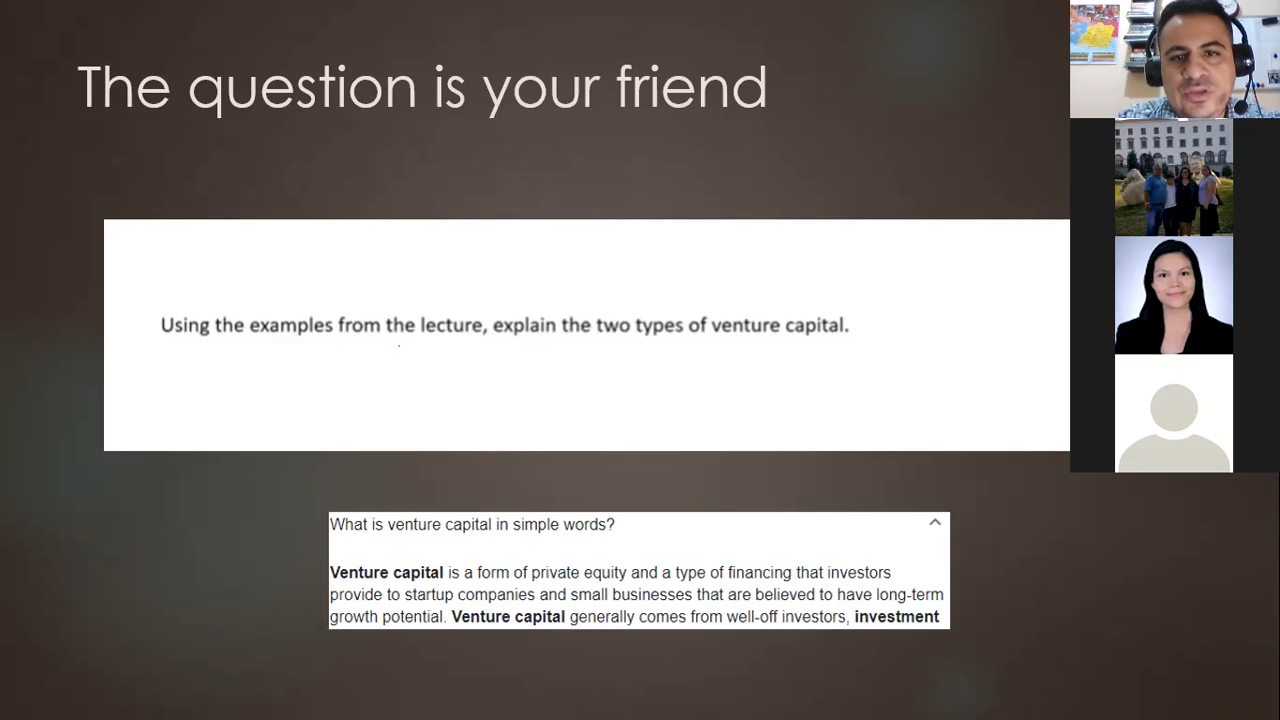 The question is your friend
Using the examples from the lecture, explain the two types of venture capital.
What is venture capital in simple words?
Venture capital is a form of private equity and a type of financing that investors
provide to startup companies and small businesses that are believed to have long-term
growth potential. Venture capital generally comes from well-off investors, investment